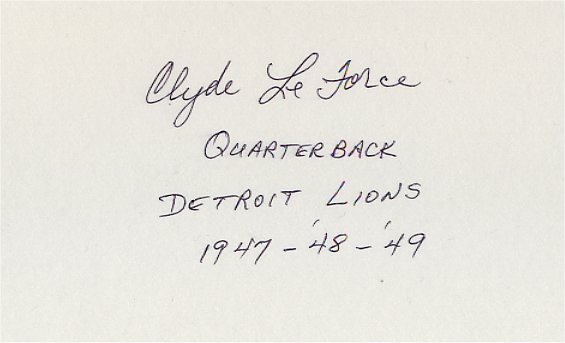 Clyde Le Force
QUARTERBACK
DETROIT LIONS
1947 - '48 - '49